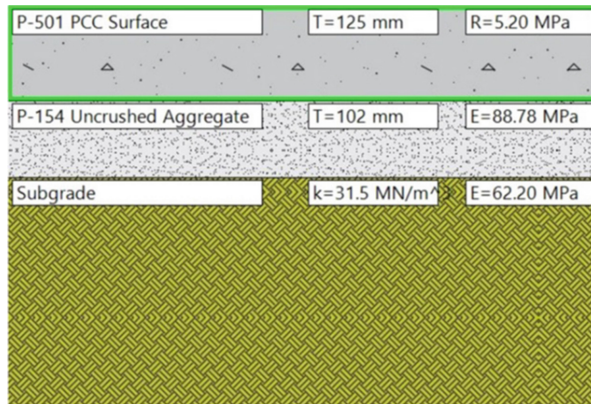 P-501 PCC Surface T=125 mm R=5.20 MPa
P-154 Uncrushed Aggregate T=102 mm E=88.78 MPa
Subgrade k=31.5 MN/m^3 E=62.20 MPa